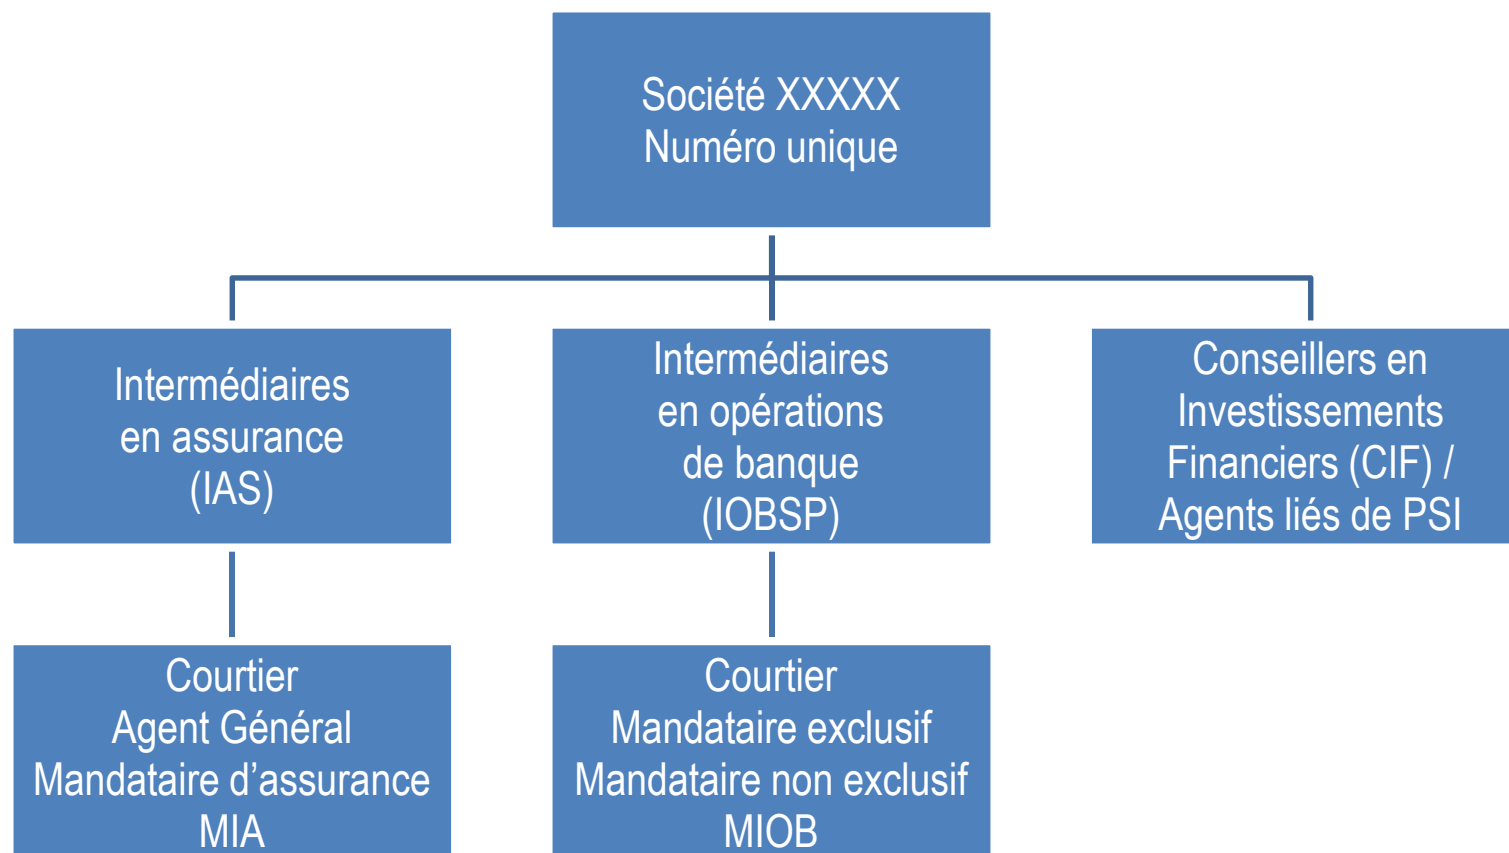 Société XXXXX
Numéro unique
Intermédiaires
en assurance
(IAS)
Intermédiaires
en opérations
de banque
(IOBSP)
Conseillers en
Investissements
Financiers (CIF) /
Agents liés de PSI
Courtier
Agent Général
Mandataire d’assurance
MIA
Courtier
Mandataire exclusif
Mandataire non exclusif
MIOB